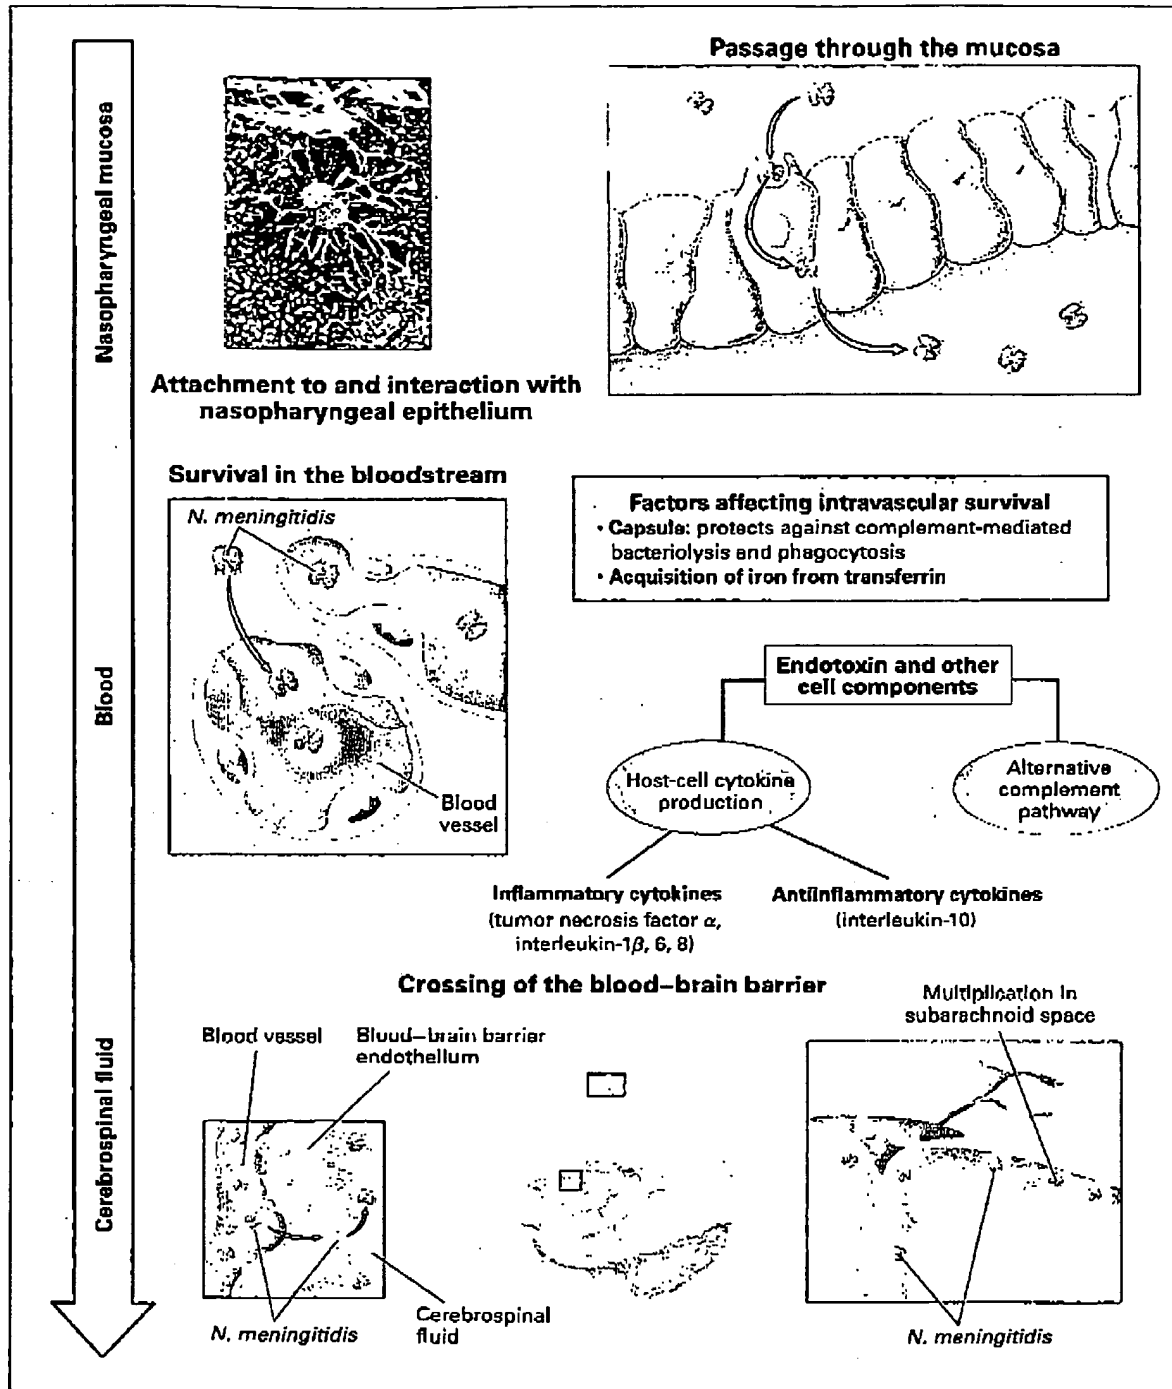 Nasopharyngeal mucosa
Passage through the mucosa
Attachment to and interaction with
nasopharyngeal epithelium
Blood
Survival in the bloodstream
N. meningitidis
Blood
vessel
Factors affecting intravascular survival
• Capsule: protects against complement-mediated
bacteriolysis and phagocytosis
• Acquisition of iron from transferrin
Endotoxin and other
cell components
Host-cell cytokine
production
Alternative
complement
pathway
Inflammatory cytokines
(tumor necrosis factor α,
interleukin-1β, 6, 8)
Antiinflammatory cytokines
(interleukin-10)
Cerebrospinal fluid
Crossing of the blood–brain barrier
Blood vessel
Blood–brain barrier
endothelium
Multiplication in
subarachnoid space
Cerebrospinal
fluid
N. meningitidis
N. meningitidis